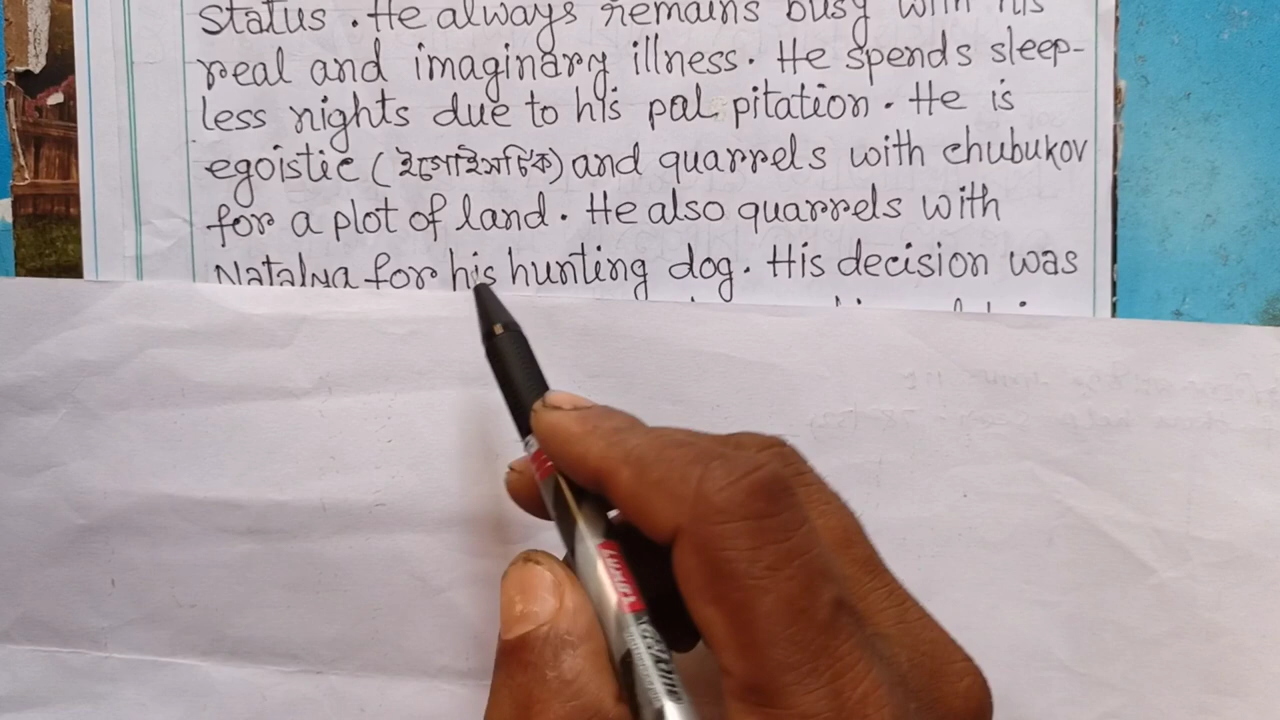 status. He always remains busy with his
real and imaginary illness. He spends sleep-
less nights due to his pal pitation. He is
egoistic (ইগোইসটিক) and quarrels with chubukov
for a plot of land. He also quarrels with
Natalya for his hunting dog. His decision was